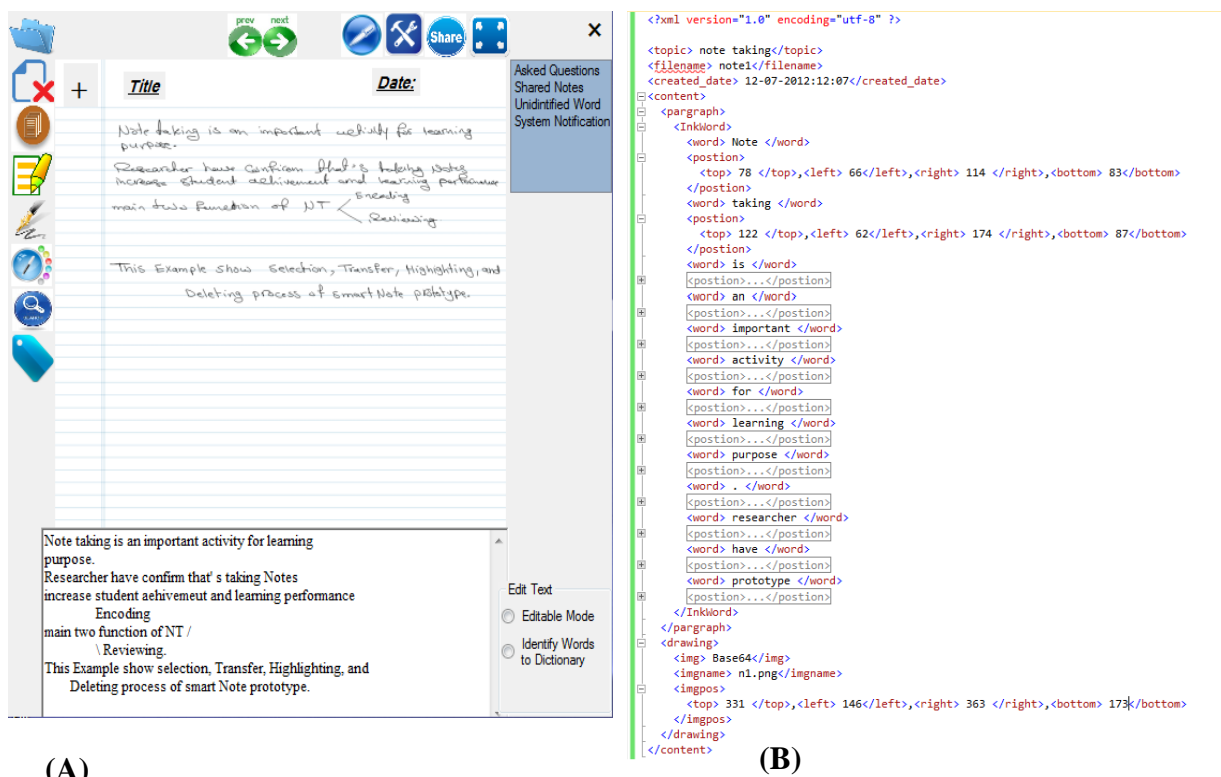 prev next
Share
×
+ Title Date:
Asked Questions
Shared Notes
Unidintified Word
System Notification
Note taking is an important activity for learning
purpose.
Researcher have Confirm that's taking Notes
increase student achivement and learning performance
main two function of NT
Encoding
Reviewing
This Example show selection, Transfer, Highlighting, and
Deleting process of smart Note prototype.
Note taking is an important activity for learning
purpose.
Researcher have confirm that' s taking Notes
increase student aehivemeut and learning performance
Encoding
main two function of NT /
\ Reviewing.
This Example show selection, Transfer, Highlighting, and
Deleting process of smart Note prototype.
Edit Text
Editable Mode
Identify Words
to Dictionary
(A)
<?xml version="1.0" encoding="utf-8" ?>
<topic> note taking</topic>
<filename> note1</filename>
<created_date> 12-07-2012:12:07</created_date>
<content>
<pargraph>
<InkWord>
<word> Note </word>
<postion>
<top> 78 </top>,<left> 66</left>,<right> 114 </right>,<bottom> 83</bottom>
</postion>
<word> taking </word>
<postion>
<top> 122 </top>,<left> 62</left>,<right> 174 </right>,<bottom> 87</bottom>
</postion>
<word> is </word>
<postion>...</postion>
<word> an </word>
<postion>...</postion>
<word> important </word>
<postion>...</postion>
<word> activity </word>
<postion>...</postion>
<word> for </word>
<postion>...</postion>
<word> learning </word>
<postion>...</postion>
<word> purpose </word>
<postion>...</postion>
<word> . </word>
<postion>...</postion>
<word> researcher </word>
<postion>...</postion>
<word> have </word>
<postion>...</postion>
<word> prototype </word>
<postion>...</postion>
</InkWord>
</pargraph>
<drawing>
<img> Base64</img>
<imgname> n1.png</imgname>
<imgpos>
<top> 331 </top>,<left> 146</left>,<right> 363 </right>,<bottom> 173</bottom>
</imgpos>
</drawing>
</content>
(B)